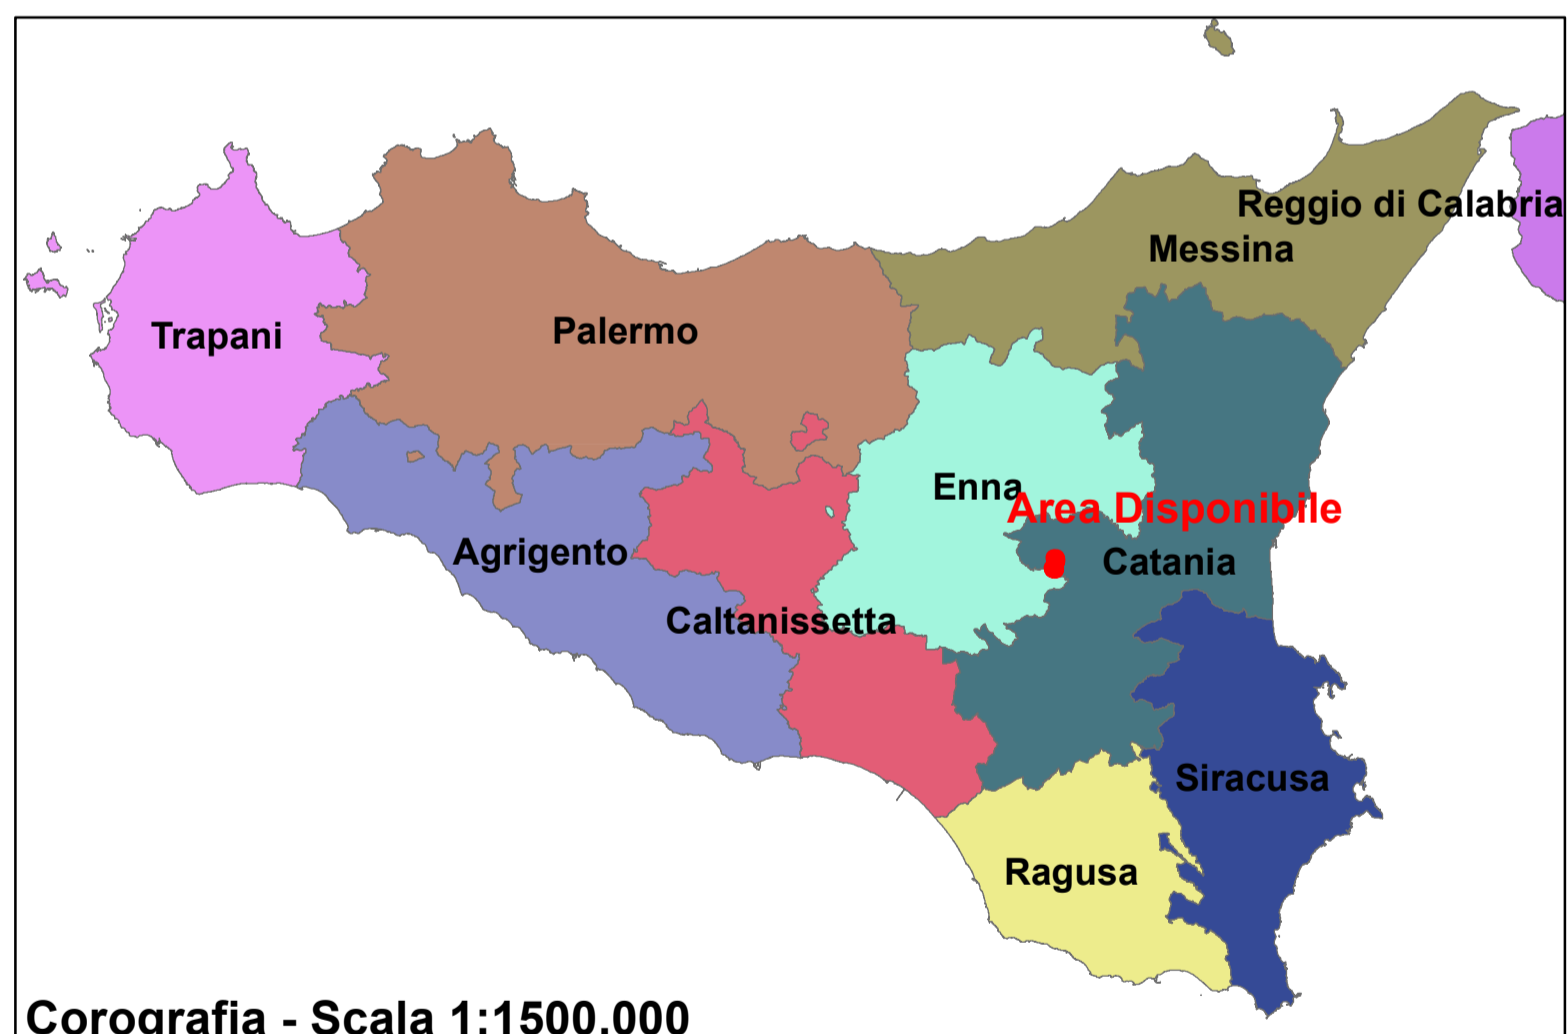 Reggio di Calabria
Messina
Trapani
Palermo
Enna
Area Disponibile
Agrigento
Catania
Caltanissetta
Siracusa
Ragusa
Corografia - Scala 1:1500.000